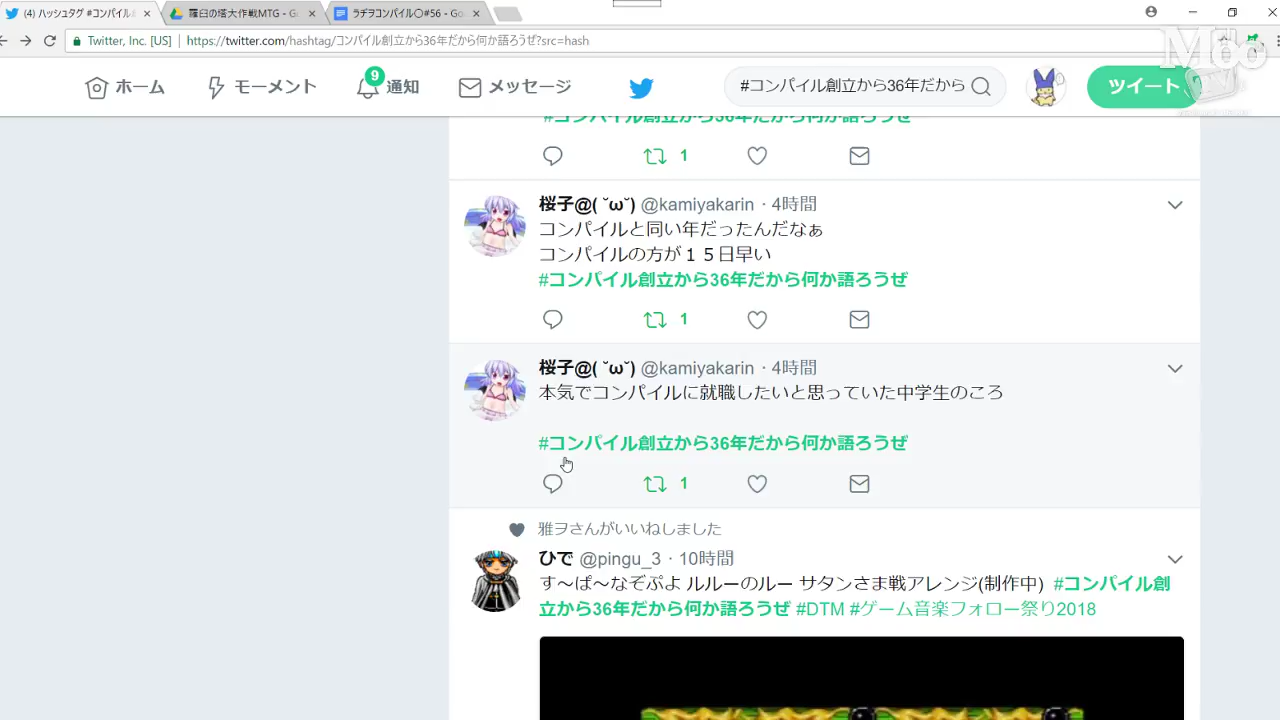 (4) ハッシュタグ #コンパイル
羅臼の塔大作戦MTG - Go
ラヂヲコンパイル〇#56 - Goo
Twitter, Inc. [US] | https://twitter.com/hashtag/コンパイル創立から36年だから何か語ろうぜ?src=hash
Moo
ホーム
モーメント
9
通知
メッセージ
#コンパイル創立から36年だから
ツイート
#コンパイル創立から36年だから何か語ろうぜ
1
桜子@( ˘ω˘) @kamiyakarin · 4時間
コンパイルと同い年だったんだなぁ
コンパイルの方が１５日早い
#コンパイル創立から36年だから何か語ろうぜ
1
桜子@( ˘ω˘) @kamiyakarin · 4時間
本気でコンパイルに就職したいと思っていた中学生のころ
#コンパイル創立から36年だから何か語ろうぜ
1
雅ヲさんがいいねしました
ひで @pingu_3 · 10時間
す～ぱ～なぞぷよ ルルーのルー サタンさま戦アレンジ(制作中) #コンパイル創
立から36年だから何か語ろうぜ #DTM #ゲーム音楽フォロー祭り2018